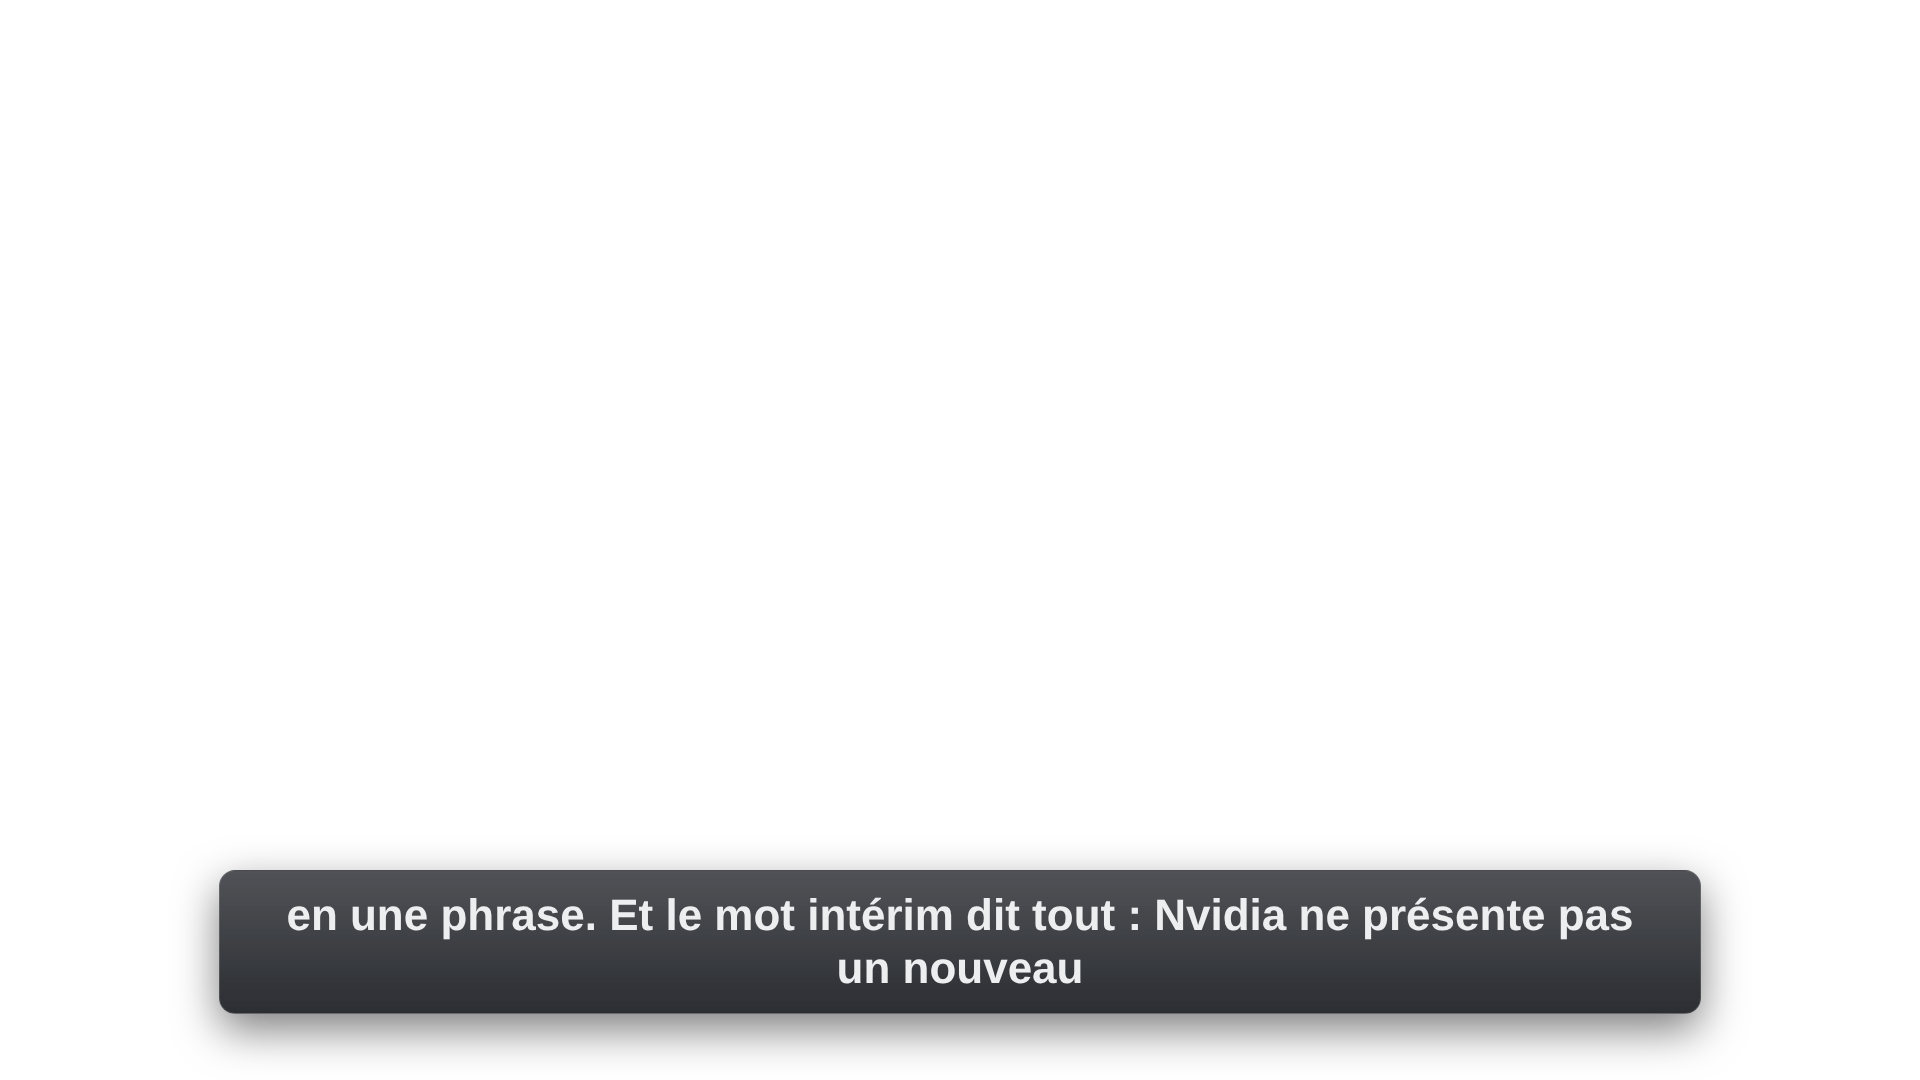 en une phrase. Et le mot intérim dit tout : Nvidia ne présente pas
un nouveau